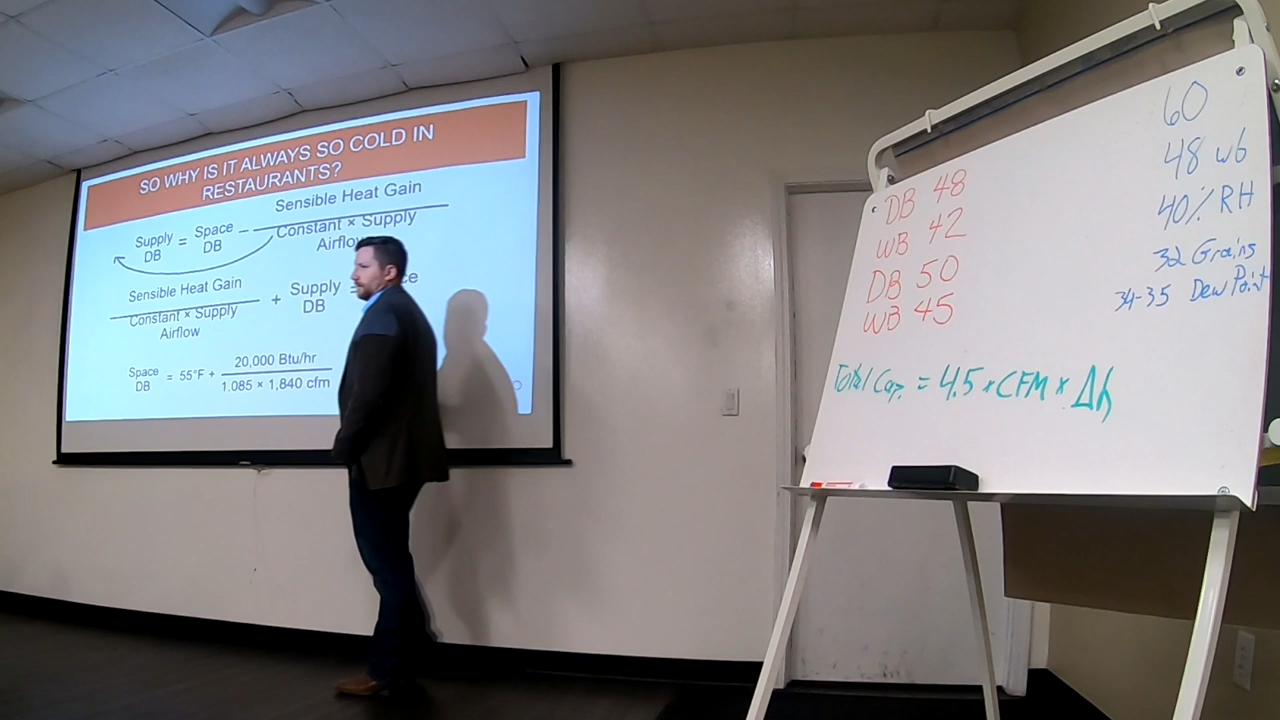 SO WHY IS IT ALWAYS SO COLD IN
RESTAURANTS?
Supply DB = Space DB − Sensible Heat Gain
Constant × Supply
Sensible Heat Gain
Constant × Supply
Airflow
+ Supply DB =
Space DB = 55°F + 20,000 Btu/hr
1.085 × 1,840 cfm
DB 48
WB 42
DB 50
WB 45
Total Cap. = 4.5 × CFM × Δh
60
48 wb
40% RH
32 Grains
34-35 Dew Point